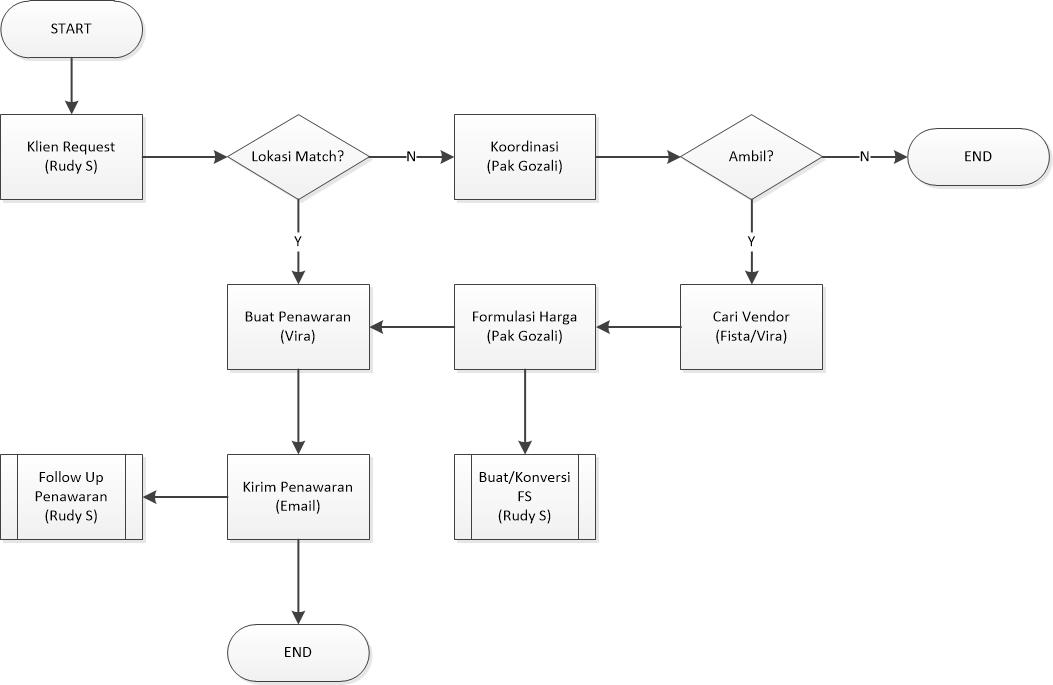 START
Klien Request
(Rudy S)
Lokasi Match?
N
Koordinasi
(Pak Gozali)
Ambil?
N
END
Y
Y
Buat Penawaran
(Vira)
Formulasi Harga
(Pak Gozali)
Cari Vendor
(Fista/Vira)
Follow Up
Penawaran
(Rudy S)
Kirim Penawaran
(Email)
Buat/Konversi
FS
(Rudy S)
END